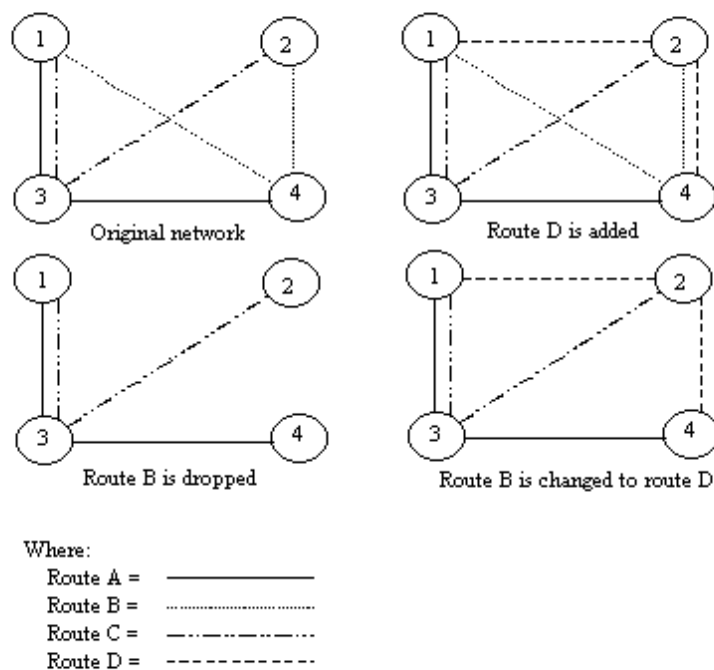 1
2
3
4
Original network
1
2
3
4
Route D is added
1
2
3
4
Route B is dropped
1
2
3
4
Route B is changed to route D
Where:
Route A =
Route B =
Route C =
Route D =